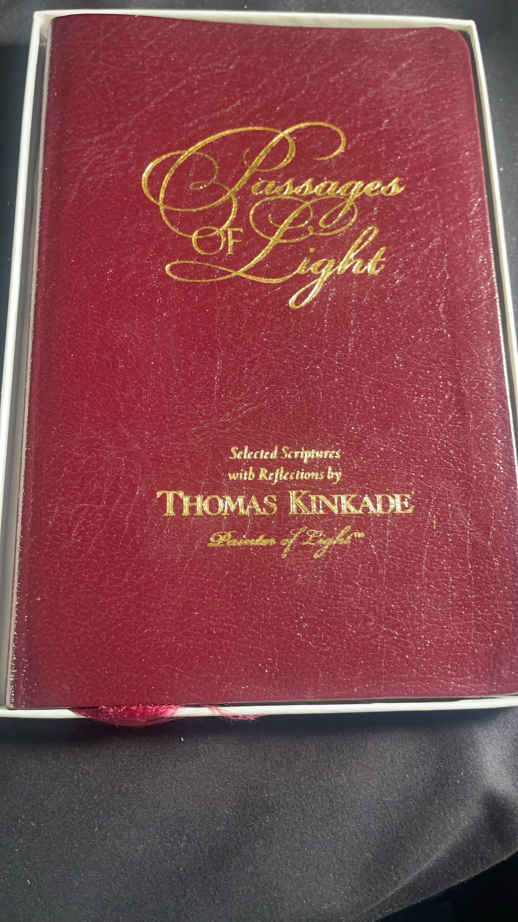 Passages
OF
Light
Selected Scriptures
with Reflections by
THOMAS KINKADE
Painter of Light™